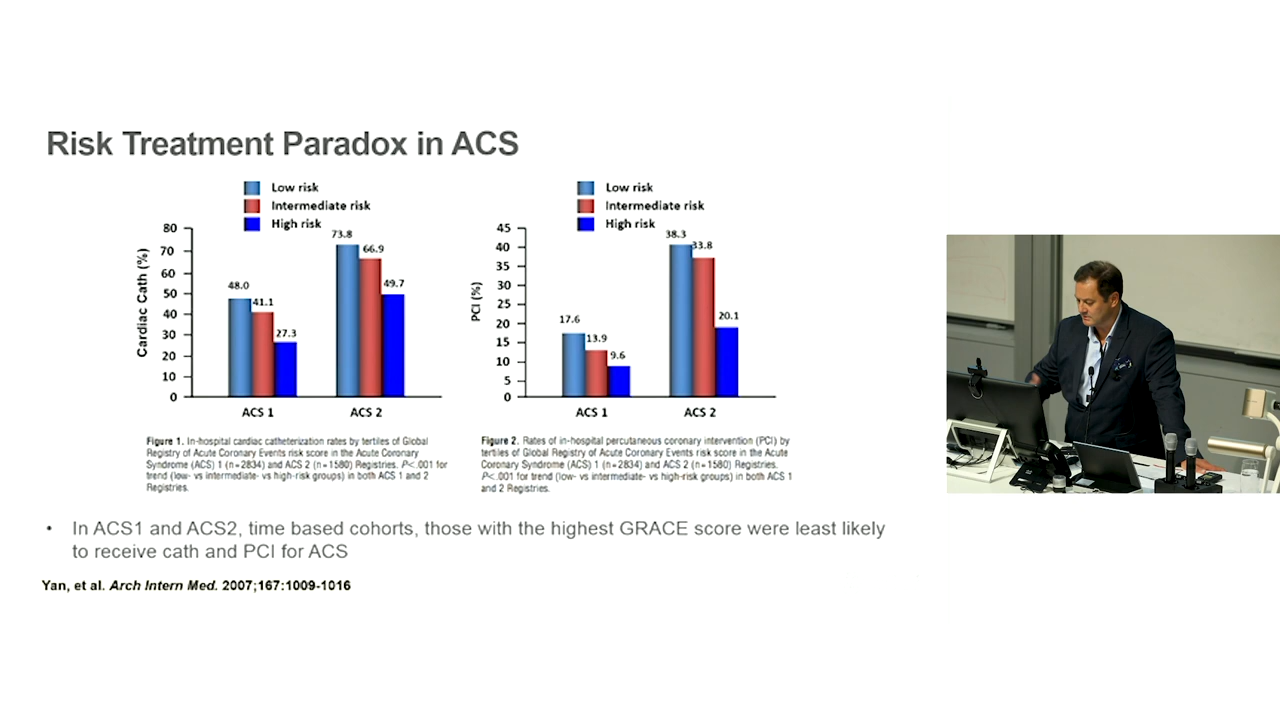 Risk Treatment Paradox in ACS
Low risk
Intermediate risk
High risk
Cardiac Cath (%)
80
70
60
50
40
30
20
10
0
48.0
41.1
27.3
73.8
66.9
49.7
ACS 1
ACS 2
Figure 1. In-hospital cardiac catheterization rates by tertiles of Global
Registry of Acute Coronary Events risk score in the Acute Coronary
Syndrome (ACS) 1 (n=2834) and ACS 2 (n=1580) Registries. P<.001 for
trend (low- vs intermediate- vs high-risk groups) in both ACS 1 and 2
Registries.
Low risk
Intermediate risk
High risk
PCI (%)
45
40
35
30
25
20
15
10
5
0
17.6
13.9
9.6
38.3
33.8
20.1
ACS 1
ACS 2
Figure 2. Rates of in-hospital percutaneous coronary intervention (PCI) by
tertiles of Global Registry of Acute Coronary Events risk score in the Acute
Coronary Syndrome (ACS) 1 (n=2834) and ACS 2 (n=1580) Registries.
P<.001 for trend (low- vs intermediate- vs high-risk groups) in both ACS 1
and 2 Registries.
• In ACS1 and ACS2, time based cohorts, those with the highest GRACE score were least likely
to receive cath and PCI for ACS
Yan, et al. Arch Intern Med. 2007;167:1009-1016